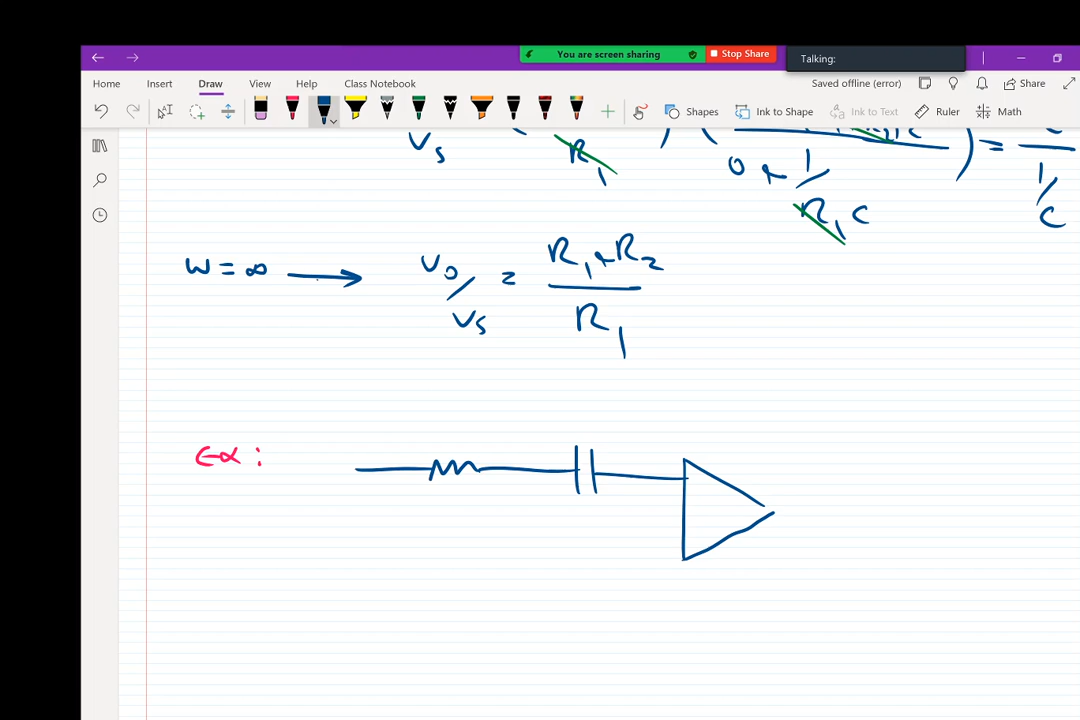 You are screen sharing
Stop Share
Talking:
Home Insert Draw View Help Class Notebook
Saved offline (error)
Share
Shapes
Ink to Shape
Ink to Text
Ruler
Math
Vs
R1
0 + 1/R1C
=
1/C
W = ∞ → Vo/Vs = R1+R2/R1
Ex: